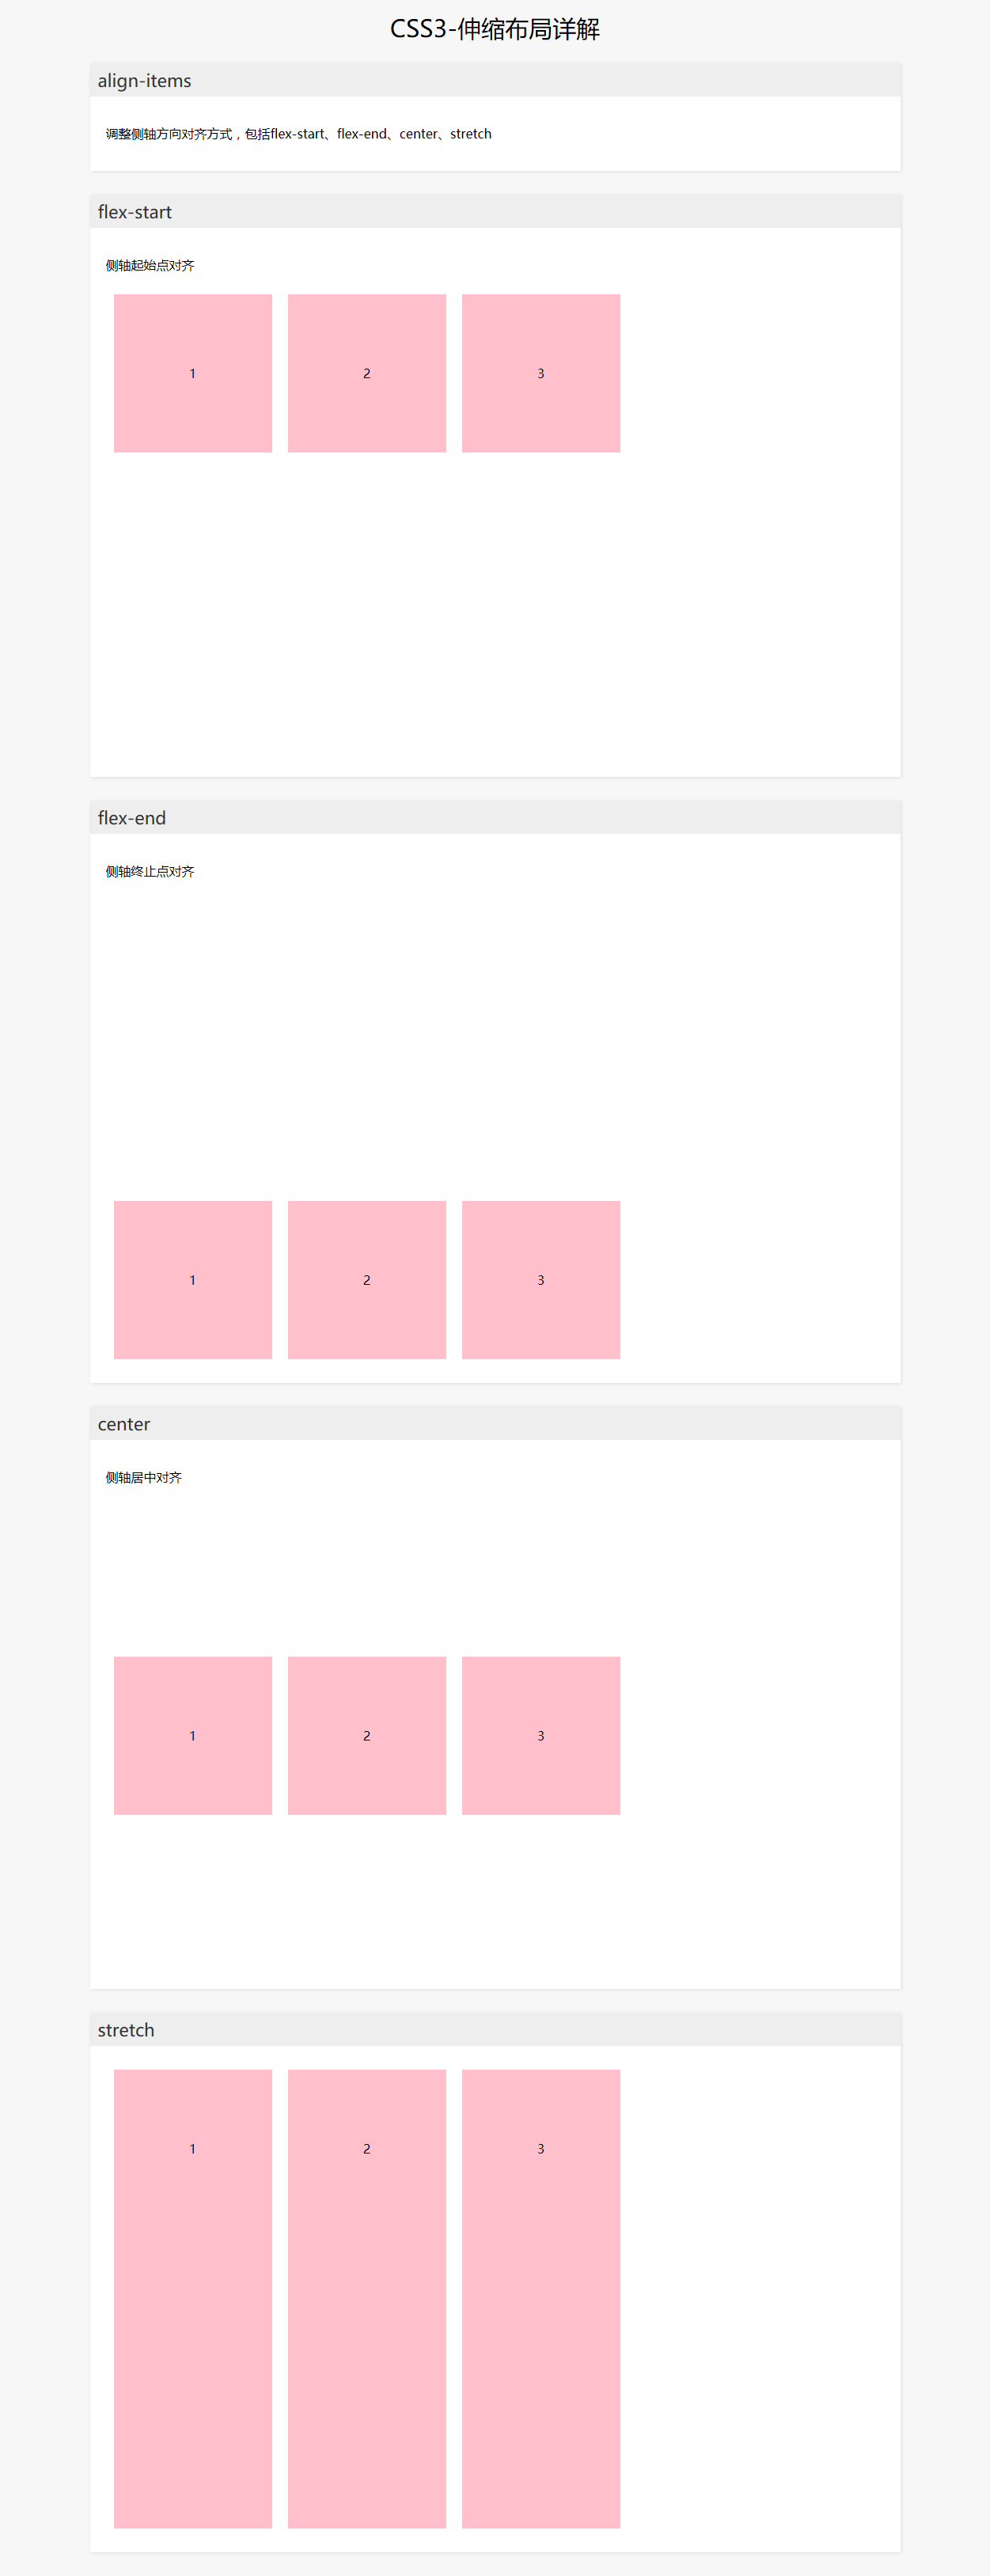 CSS3-伸缩布局详解
align-items
调整侧轴方向对齐方式，包括flex-start、flex-end、center、stretch
flex-start
侧轴起始点对齐
1 2 3
flex-end
侧轴终止点对齐
1 2 3
center
侧轴居中对齐
1 2 3
stretch
1 2 3